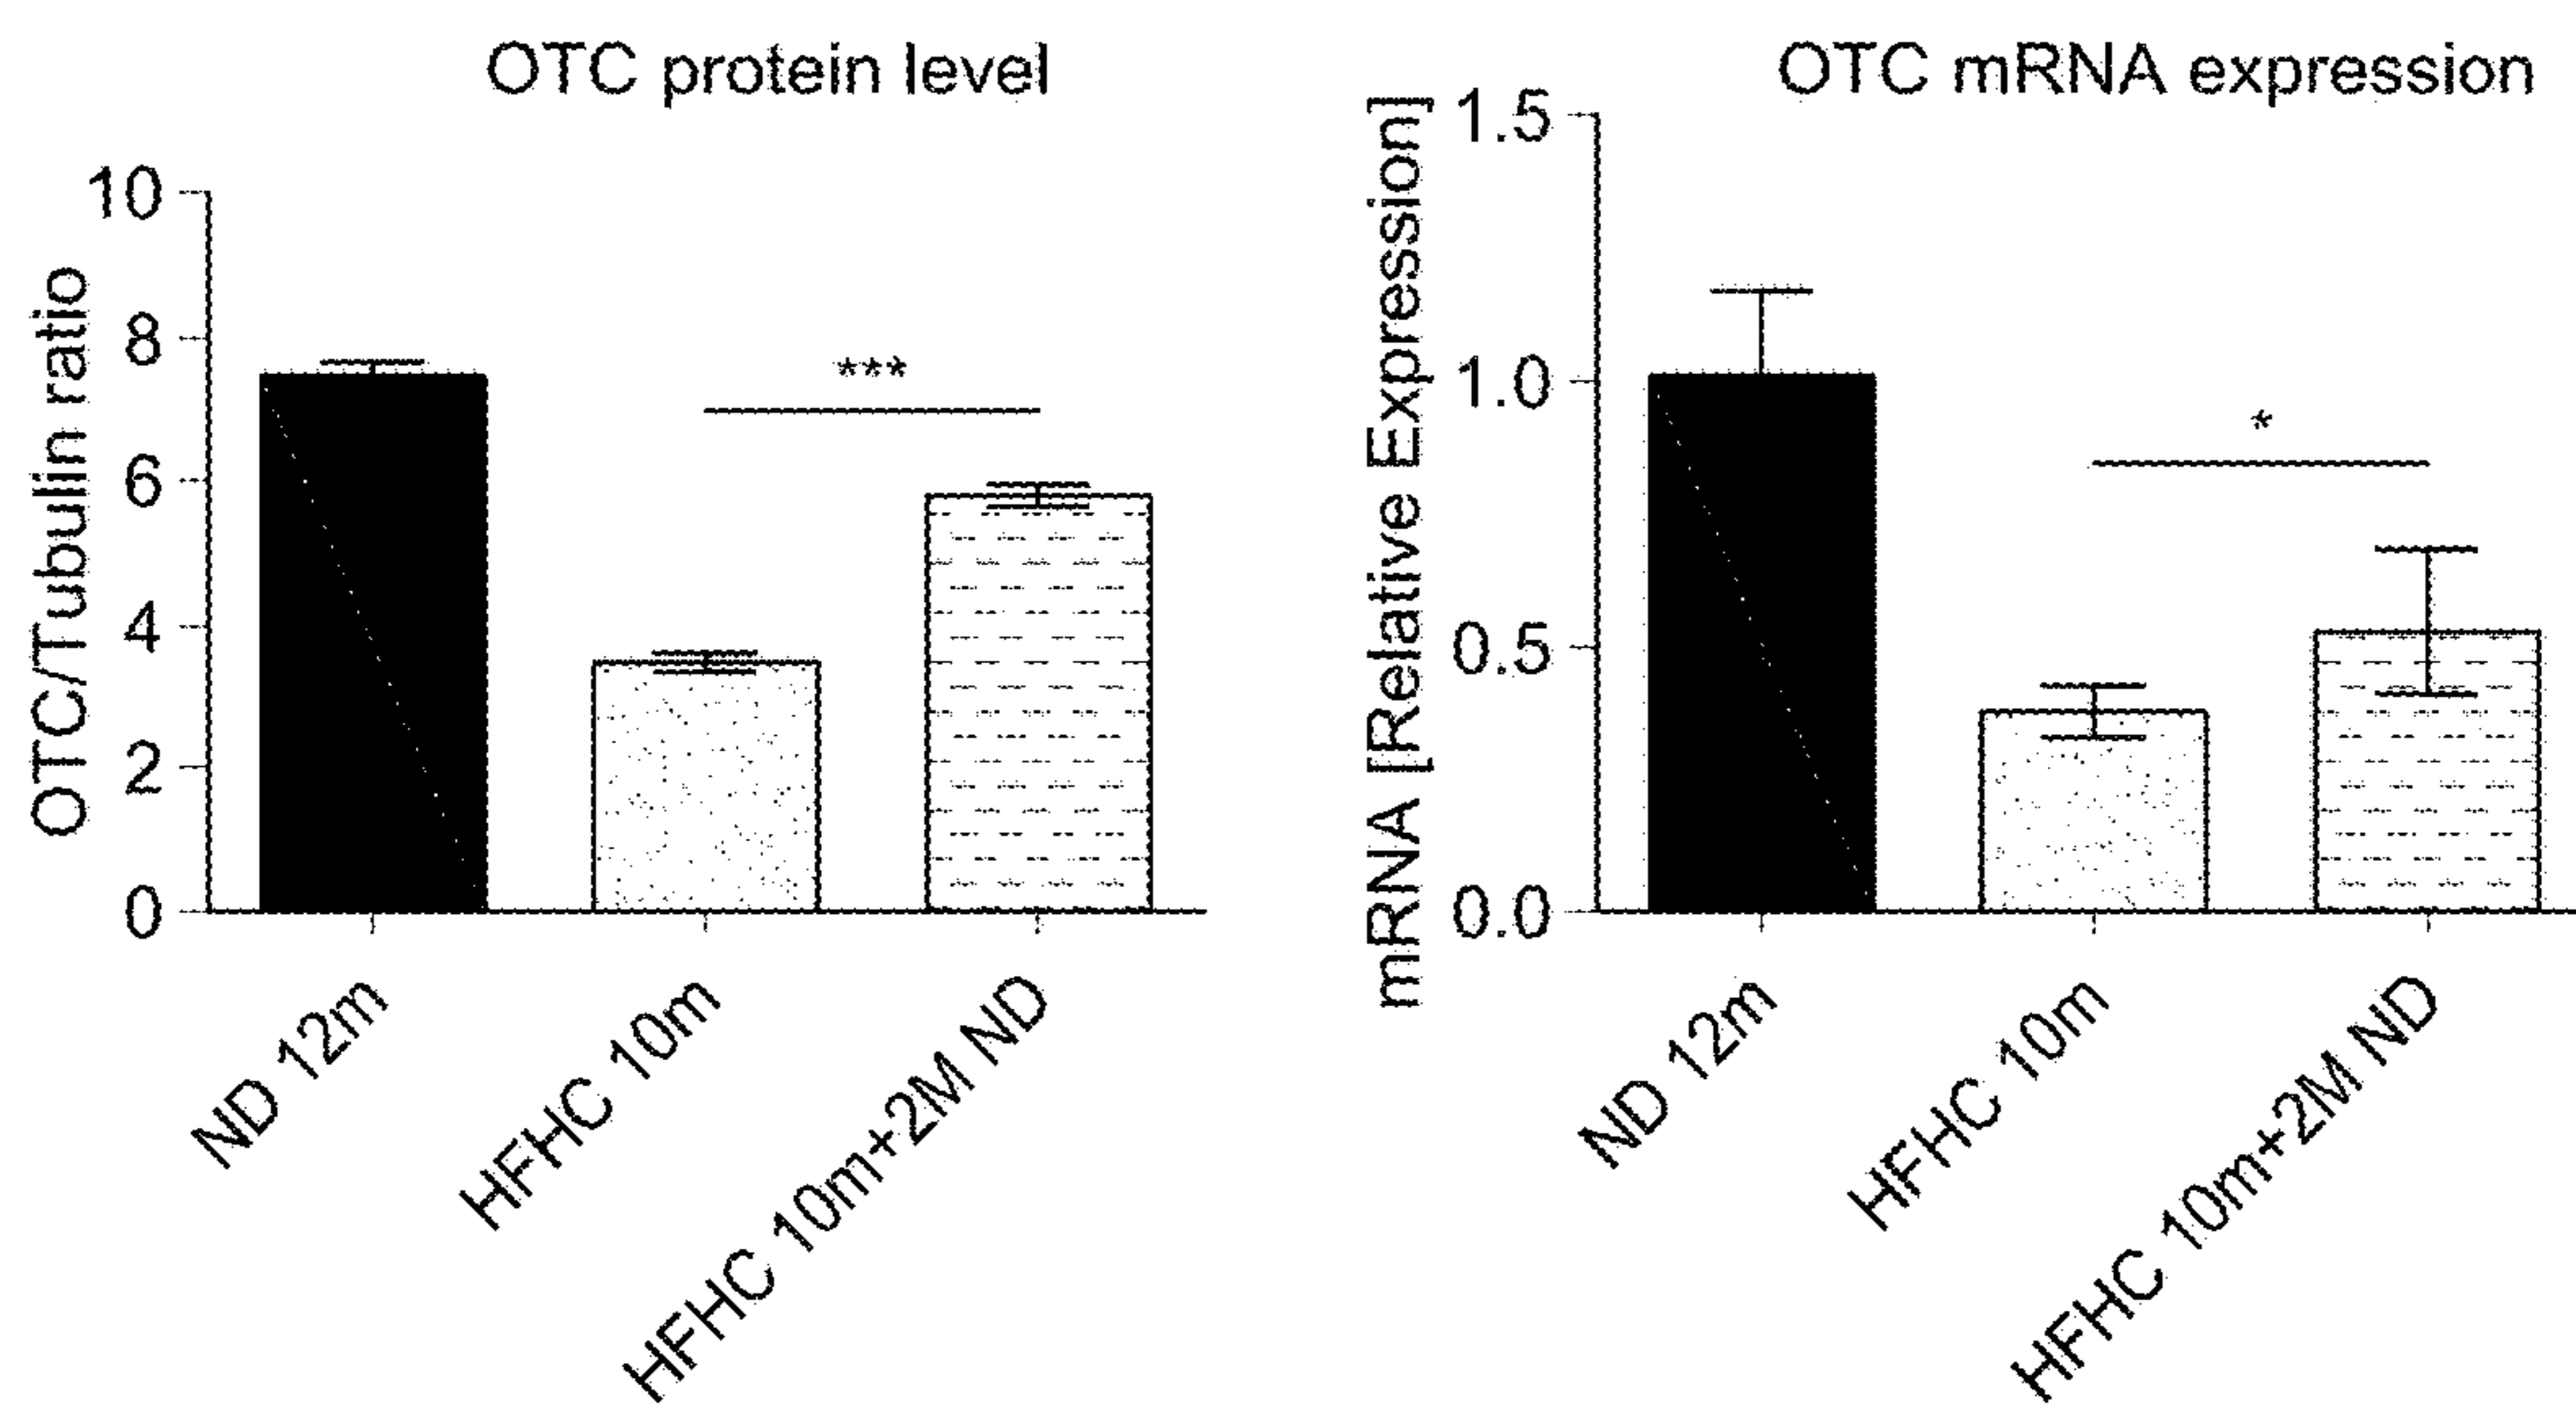 OTC protein level
OTC/Tubulin ratio
10
8
6
4
2
0
***
ND 12m
HFHC 10m
HFHC 10m+2M ND
OTC mRNA expression
mRNA [Relative Expression]
1.5
1.0
0.5
0.0
*
ND 12m
HFHC 10m
HFHC 10m+2M ND